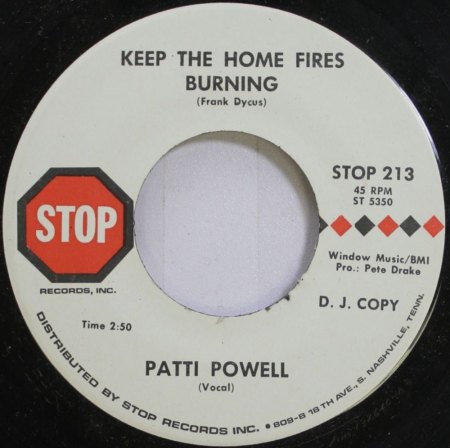 KEEP THE HOME FIRES
BURNING
(Frank Dycus)
STOP
RECORDS, INC.
STOP 213
45 RPM
ST 5350
Window Music/BMI
Pro.: Pete Drake
D. J. COPY
Time 2:50
PATTI POWELL
(Vocal)
DISTRIBUTED BY STOP RECORDS INC. • 809-B 18 TH AVE., S. NASHVILLE, TENN.